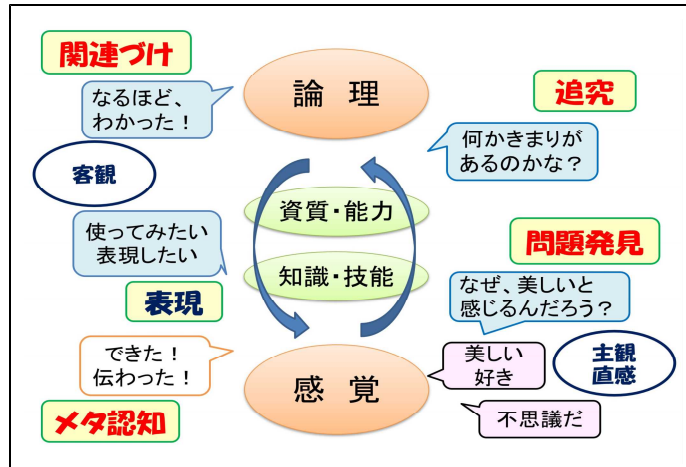 関連づけ
論 理
追究
なるほど、
わかった！
何かきまりが
あるのかな？
客観
資質・能力
使ってみたい
表現したい
問題発見
知識・技能
表現
なぜ、美しいと
感じるんだろう？
できた！
伝わった！
感 覚
美しい
好き
主観
直感
メタ認知
不思議だ